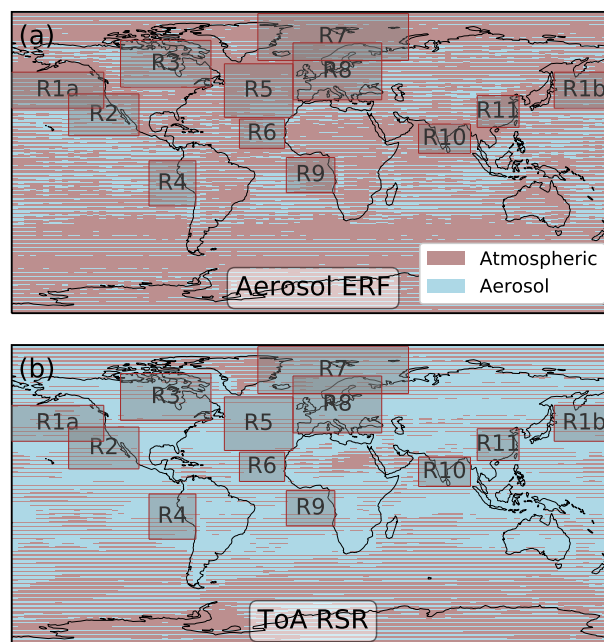 (a)
R7
R3
R8
R1a
R5
R1b
R2
R11
R6
R10
R4
R9
Atmospheric
Aerosol
Aerosol ERF
(b)
R7
R3
R8
R1a
R5
R1b
R2
R11
R6
R10
R4
R9
ToA RSR